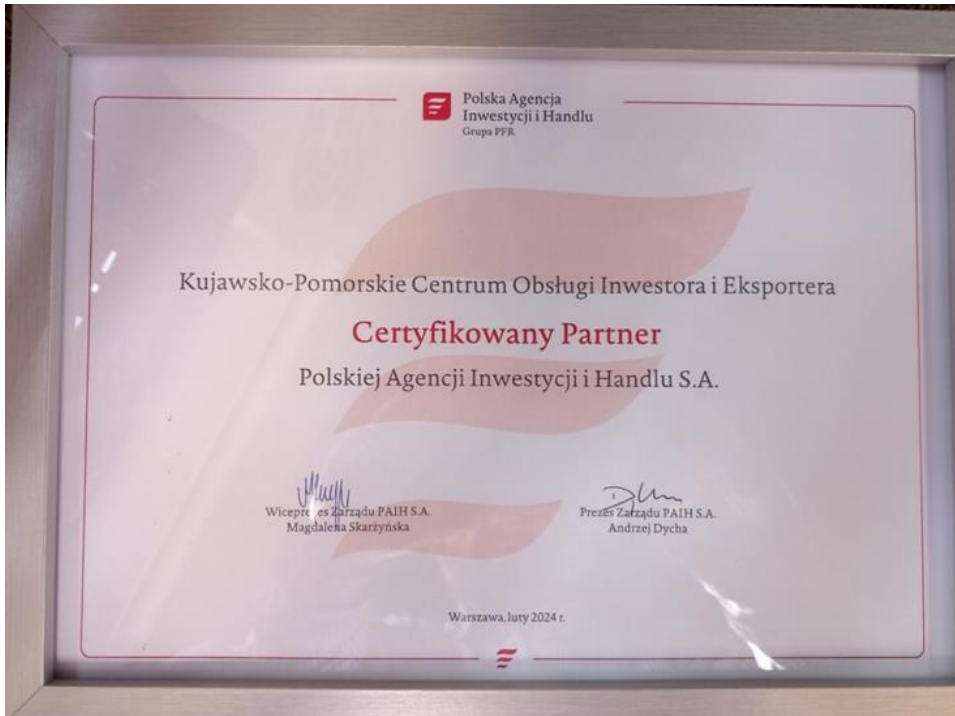 Polska Agencja
Inwestycji i Handlu
Grupa PFR
Kujawsko-Pomorskie Centrum Obsługi Inwestora i Eksportera
Certyfikowany Partner
Polskiej Agencji Inwestycji i Handlu S.A.
Wiceprezes Zarządu PAIH S.A.
Magdalena Skarżyńska
Prezes Zarządu PAIH S.A.
Andrzej Dycha
Warszawa, luty 2024 r.